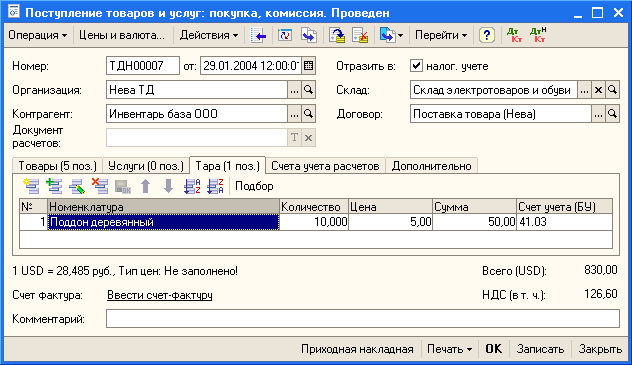 Поступление товаров и услуг: покупка, комиссия. Проведен
Операция Цены и валюта... Действия Перейти ? Дт Кт ДтН Кт
Номер: ТДН00007 от: 29.01.2004 12:00:0 Отразить в: налог. учете
Организация: Нева ТД ... Склад: Склад электротоваров и обуви ...
Контрагент: Инвентарь база ООО ... Договор: Поставка товара (Нева) ...
Документ расчетов: T
Товары (5 поз.) Услуги (0 поз.) Тара (1 поз.) Счета учета расчетов Дополнительно
Подбор
№ Номенклатура Количество Цена Сумма Счет учета (БУ)
1 Поддон деревянный 10,000 5,00 50,00 41.03
1 USD = 28,485 руб., Тип цен: Не заполнено! Всего (USD): 830,00
Счет фактура: Ввести счет-фактуру НДС (в т. ч.): 126,60
Комментарий:
Приходная накладная Печать OK Записать Закрыть